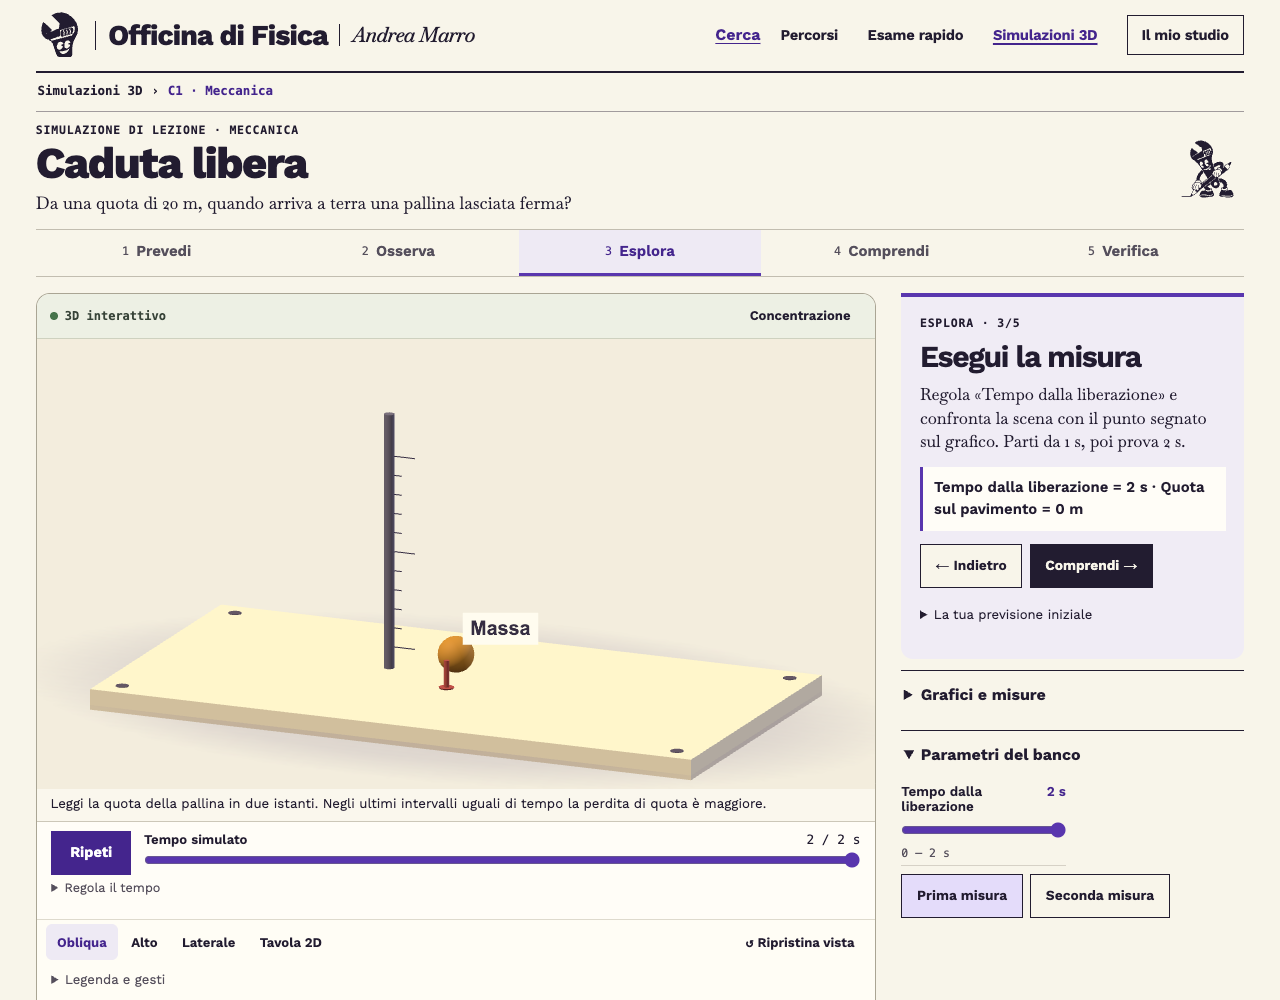 Officina di Fisica
Andrea Marro
Cerca
Percorsi
Esame rapido
Simulazioni 3D
Il mio studio
Simulazioni 3D › C1 · Meccanica
SIMULAZIONE DI LEZIONE · MECCANICA
Caduta libera
Da una quota di 20 m, quando arriva a terra una pallina lasciata ferma?
1 Prevedi
2 Osserva
3 Esplora
4 Comprendi
5 Verifica
3D interattivo
Concentrazione
Massa
Leggi la quota della pallina in due istanti. Negli ultimi intervalli uguali di tempo la perdita di quota è maggiore.
Ripeti
Tempo simulato
2 / 2 s
▶ Regola il tempo
Obliqua
Alto
Laterale
Tavola 2D
↺ Ripristina vista
▶ Legenda e gesti
ESPLORA · 3/5
Esegui la misura
Regola «Tempo dalla liberazione» e
confronta la scena con il punto segnato
sul grafico. Parti da 1 s, poi prova 2 s.
Tempo dalla liberazione = 2 s · Quota
sul pavimento = 0 m
← Indietro
Comprendi →
▶ La tua previsione iniziale
▶ Grafici e misure
▼ Parametri del banco
Tempo dalla
liberazione
2 s
0 — 2 s
Prima misura
Seconda misura